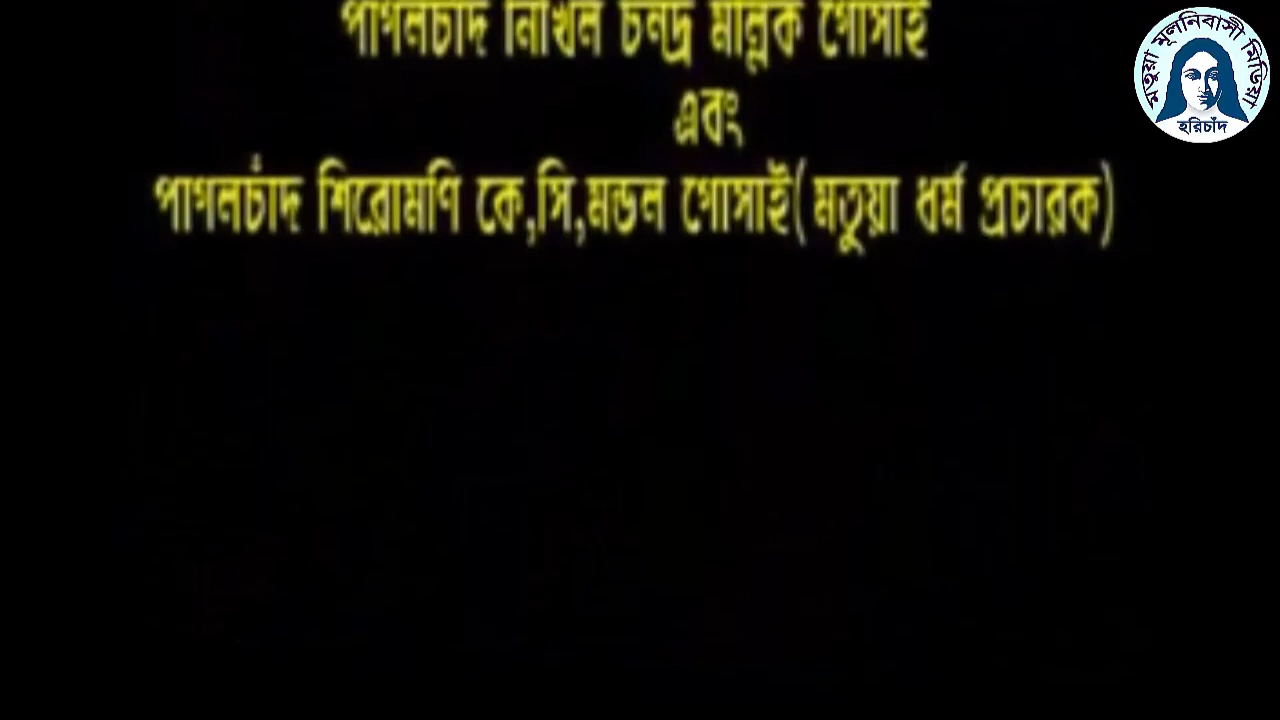 পাগলচাঁদ নিখিল চন্দ্র মল্লিক গোসাই
এবং
পাগলচাঁদ শিরোমণি কে,সি,মন্ডল গোসাই(মতুয়া ধর্ম প্রচারক)
মতুয়া মূলনিবাসী মিডিয়া
হরিচাঁদ